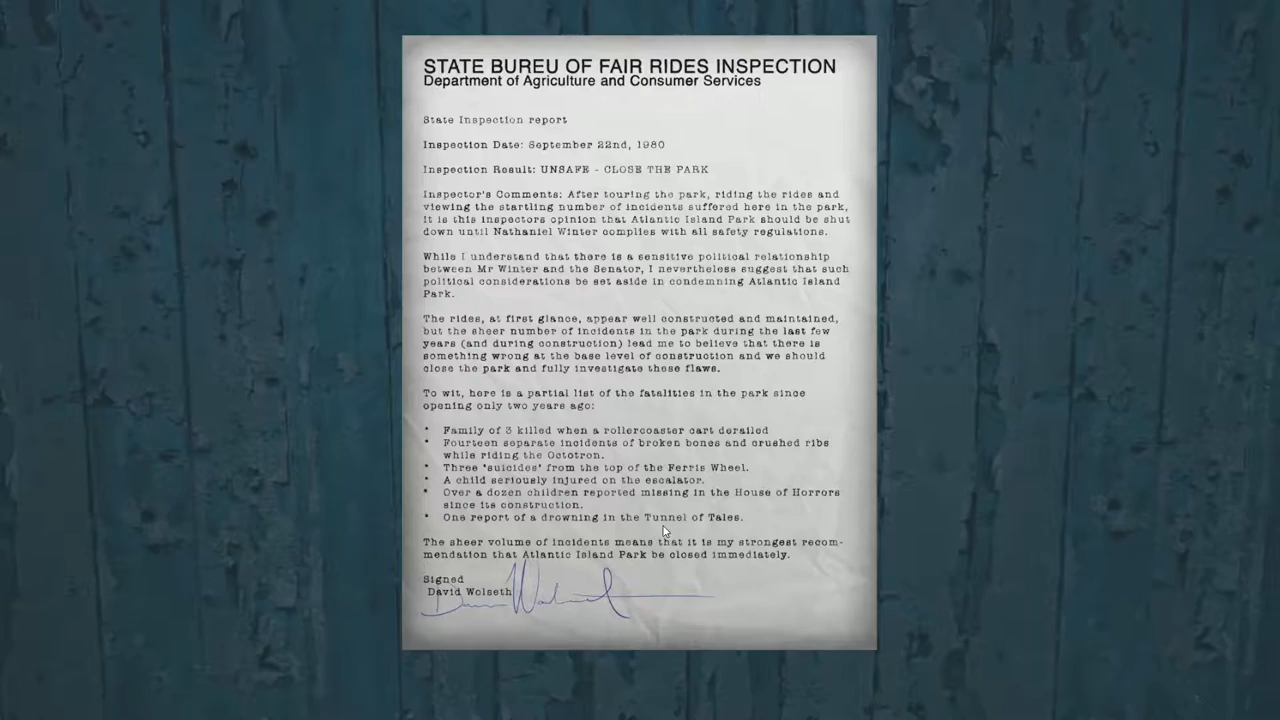 STATE BUREU OF FAIR RIDES INSPECTION
Department of Agriculture and Consumer Services
State Inspection report
Inspection Date: September 22nd, 1980
Inspection Result: UNSAFE - CLOSE THE PARK
Inspector's Comments: After touring the park, riding the rides and
viewing the startling number of incidents suffered here in the park,
it is this inspectors opinion that Atlantic Island Park should be shut
down until Nathaniel Winter complies with all safety regulations.
While I understand that there is a sensitive political relationship
between Mr Winter and the Senator, I nevertheless suggest that such
political considerations be set aside in condemning Atlantic Island
Park.
The rides, at first glance, appear well constructed and maintained,
but the sheer number of incidents in the park during the last few
years (and during construction) lead me to believe that there is
something wrong at the base level of construction and we should
close the park and fully investigate these flaws.
To wit, here is a partial list of the fatalities in the park since
opening only two years ago:
* Family of 3 killed when a rollercoaster cart derailed
* Fourteen separate incidents of broken bones and crushed ribs
while riding the Octotron.
* Three 'suicides' from the top of the Ferris Wheel.
* A child seriously injured on the escalator.
* Over a dozen children reported missing in the House of Horrors
since its construction.
* One report of a drowning in the Tunnel of Tales.
The sheer volume of incidents means that it is my strongest recom-
mendation that Atlantic Island Park be closed immediately.
Signed
David Wolseth